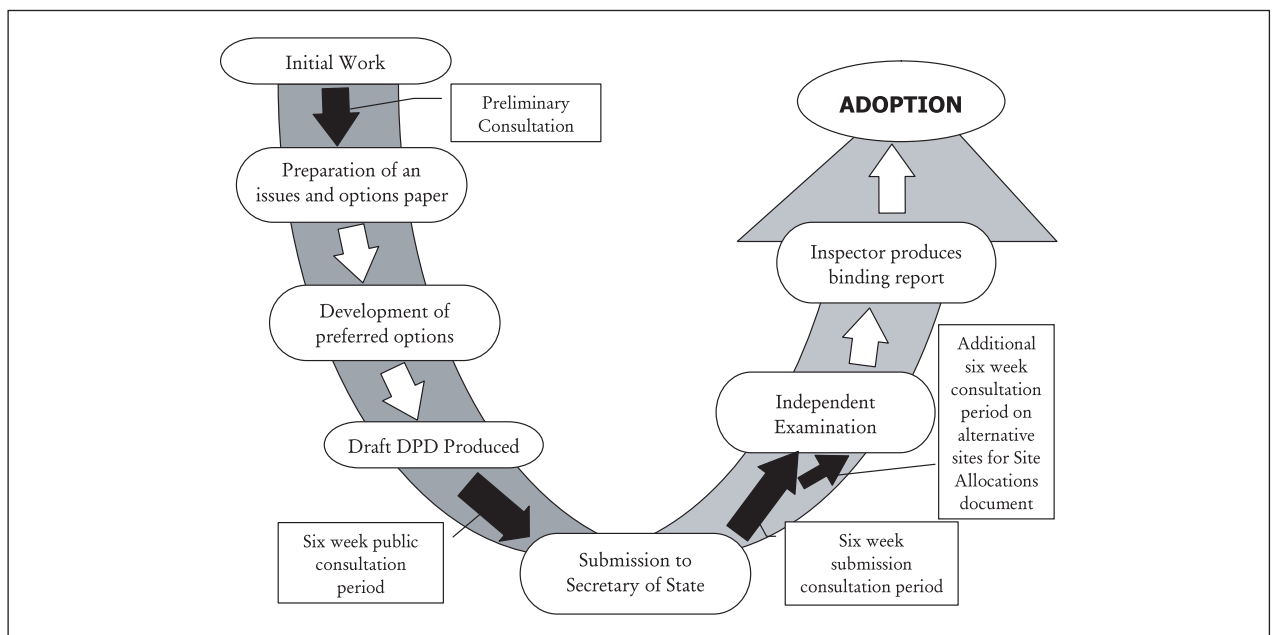 Initial Work
Preliminary
Consultation
Preparation of an
issues and options paper
Development of
preferred options
Draft DPD Produced
Six week public
consultation
period
Submission to
Secretary of State
Six week
submission
consultation period
Independent
Examination
Additional
six week
consultation
period on
alternative
sites for Site
Allocations
document
Inspector produces
binding report
ADOPTION